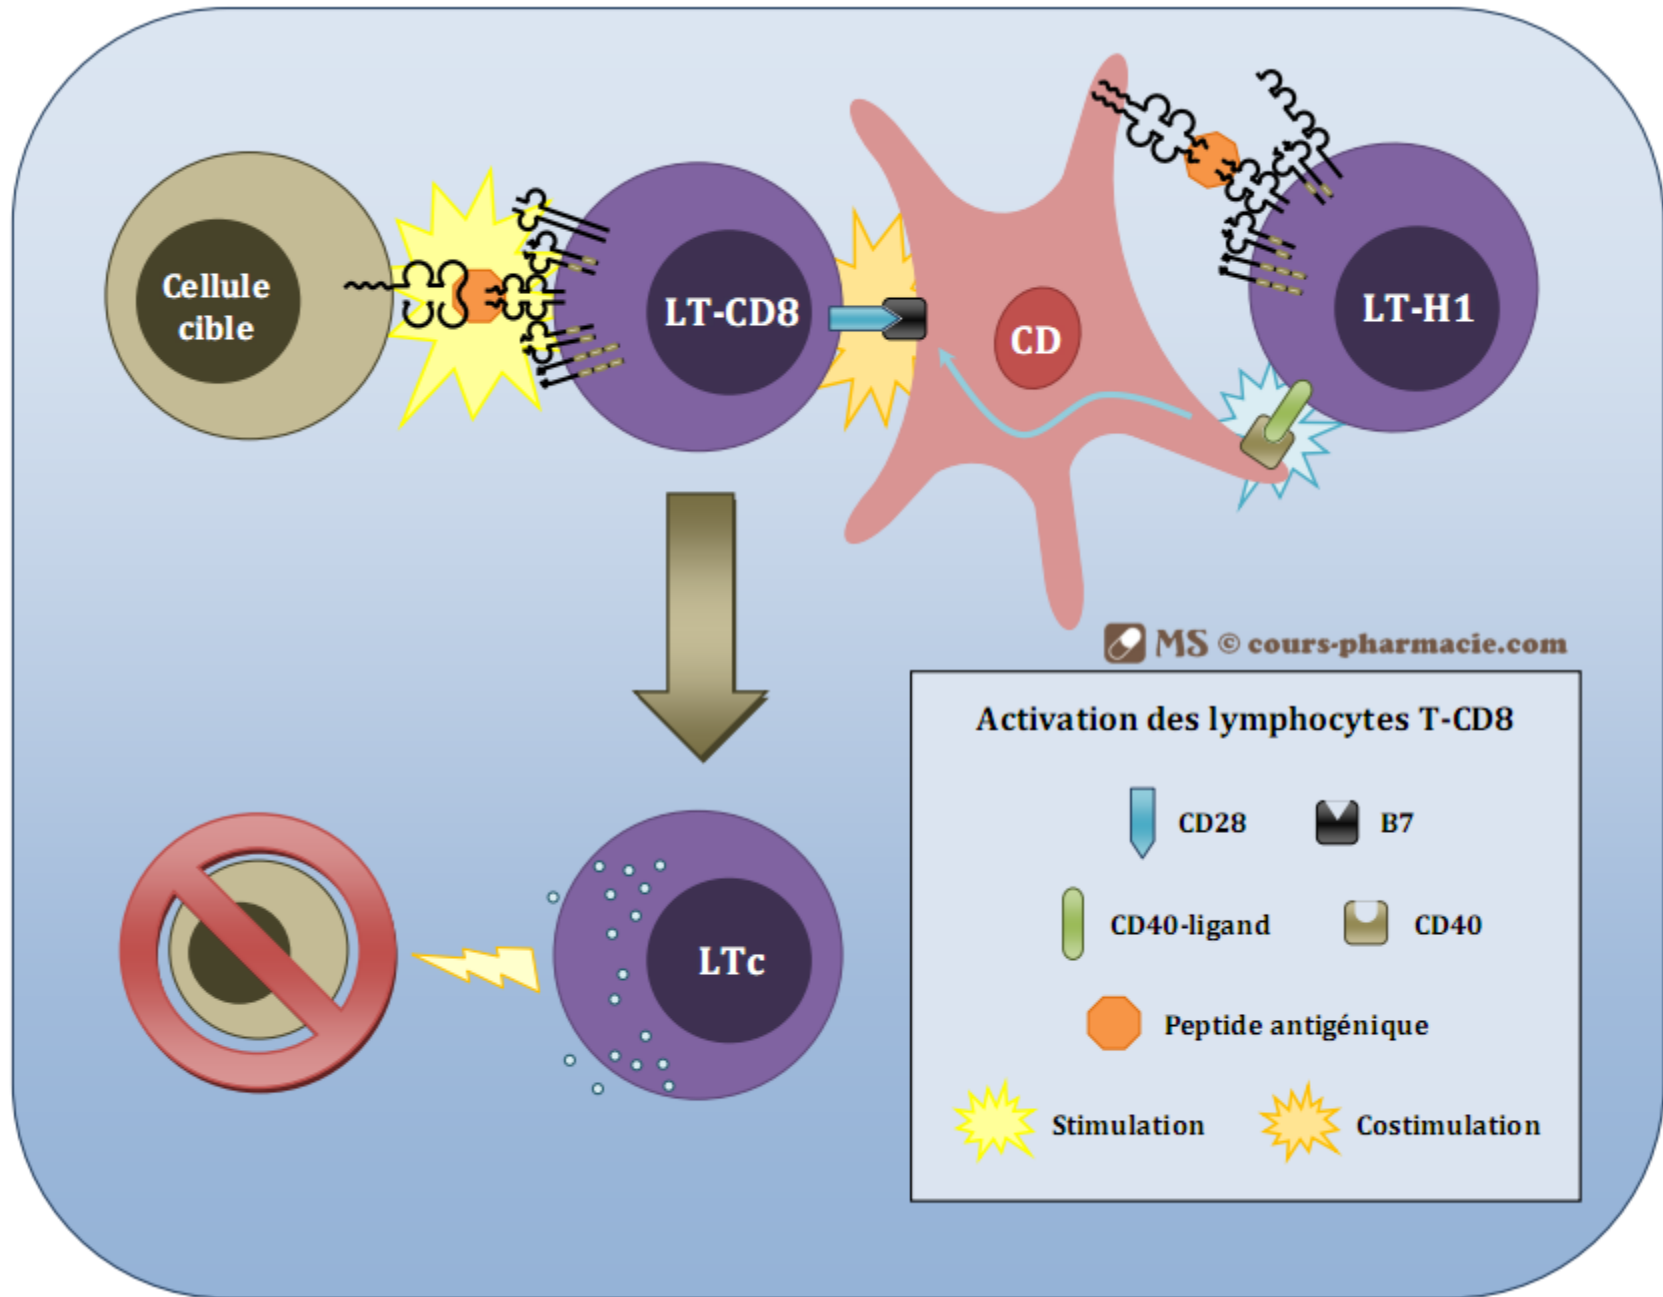 Cellule
cible
LT-CD8
CD
LT-H1
MS © cours-pharmacie.com
Activation des lymphocytes T-CD8
CD28
B7
CD40-ligand
CD40
Peptide antigénique
Stimulation
Costimulation
LTc